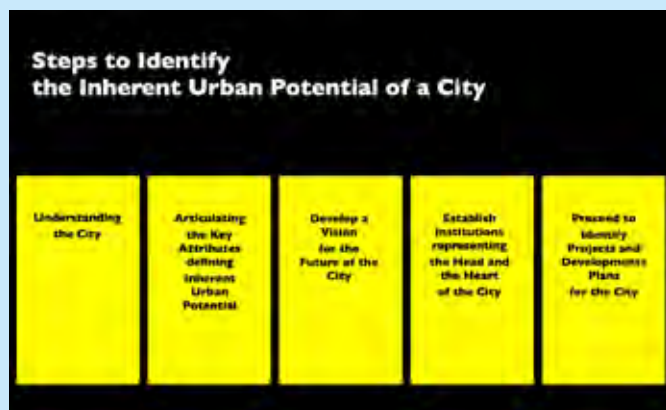 Steps to Identify
the Inherent Urban Potential of a City
Understanding
the City
Articulating
the Key
Attributes
defining
Inherent
Urban
Potential
Develop a
Vision
for the
Future of the
City
Establish
Institutions
representing
the Head and
the Heart
of the City
Proceed to
Identify
Projects and
Developments
Plans
for the City